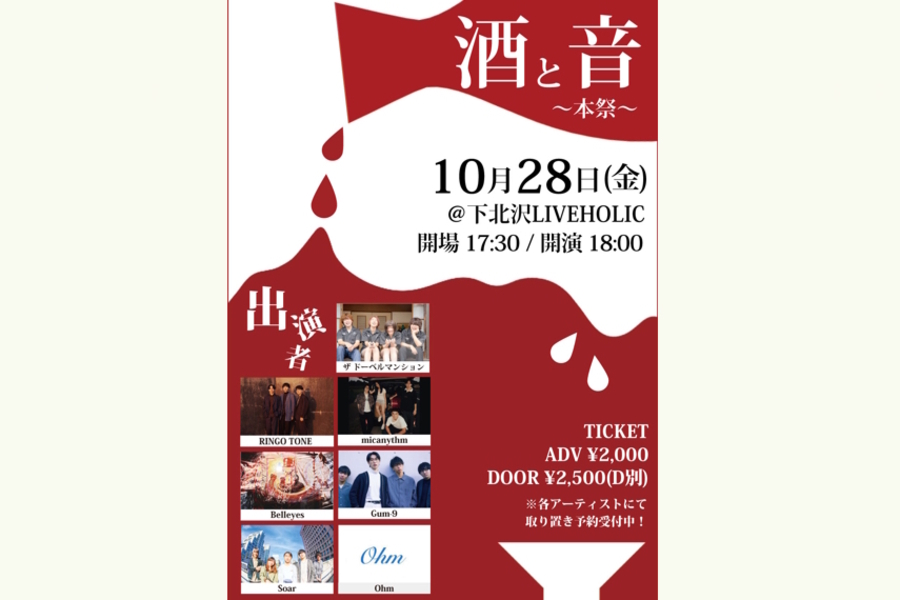 酒と音
〜本祭〜
10月28日(金)
@下北沢LIVEHOLIC
開場 17:30 / 開演 18:00
出演者
ザ ドーベルマンション
RINGO TONE
micanythm
Belleyes
Gum-9
Soar
Ohm
Ohm
TICKET
ADV ¥2,000
DOOR ¥2,500(D別)
※各アーティストにて
取り置き予約受付中！